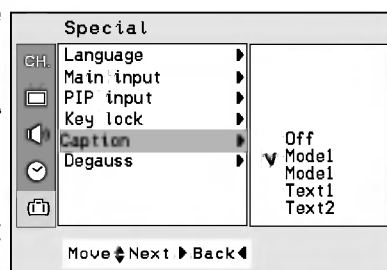 Special
CH.
Language
Main input
PIP input
Key lock
Caption
Degauss
Off
Mode1
Mode1
Text1
Text2
Move Next Back